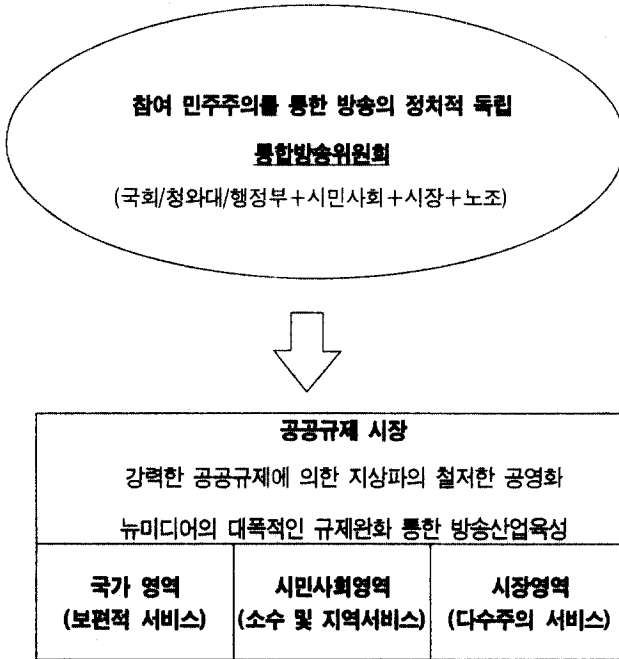 참여 민주주의를 통한 방송의 정치적 독립
통합방송위원회
(국회/청와대/행정부+시민사회+시장+노조)
공공규제 시장
강력한 공공규제에 의한 지상파의 철저한 공영화
뉴미디어의 대폭적인 규제완화 통한 방송산업육성
국가 영역
(보편적 서비스)
시민사회영역
(소수 및 지역서비스)
시장영역
(다수주의 서비스)